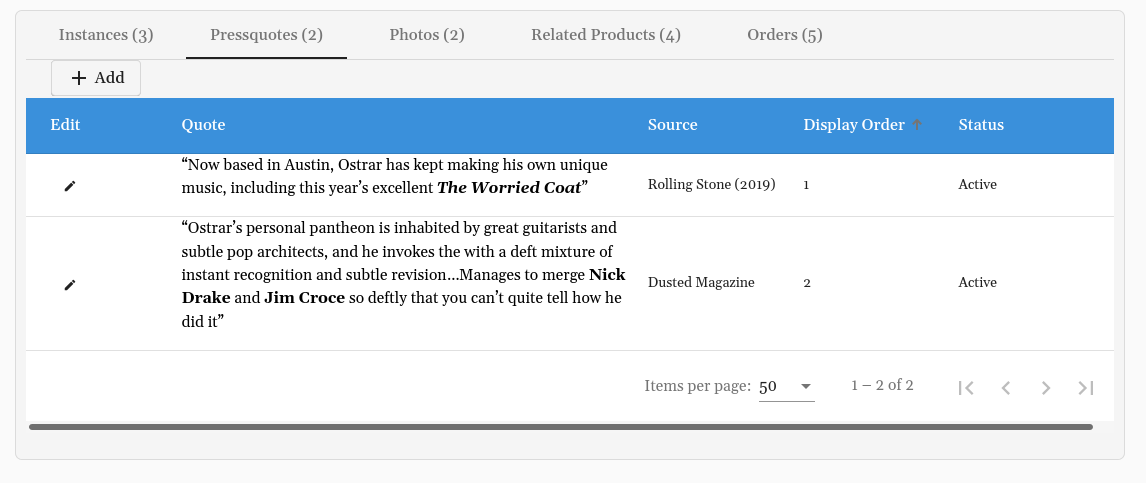 Instances (3) Pressquotes (2) Photos (2) Related Products (4) Orders (5)
Add
Edit Quote Source Display Order Status
“Now based in Austin, Ostrar has kept making his own unique
music, including this year’s excellent The Worried Coat”
Rolling Stone (2019) 1 Active
“Ostrar’s personal pantheon is inhabited by great guitarists and
subtle pop architects, and he invokes the with a deft mixture of
instant recognition and subtle revision...Manages to merge Nick
Drake and Jim Croce so deftly that you can’t quite tell how he
did it”
Dusted Magazine 2 Active
Items per page: 50 1 – 2 of 2